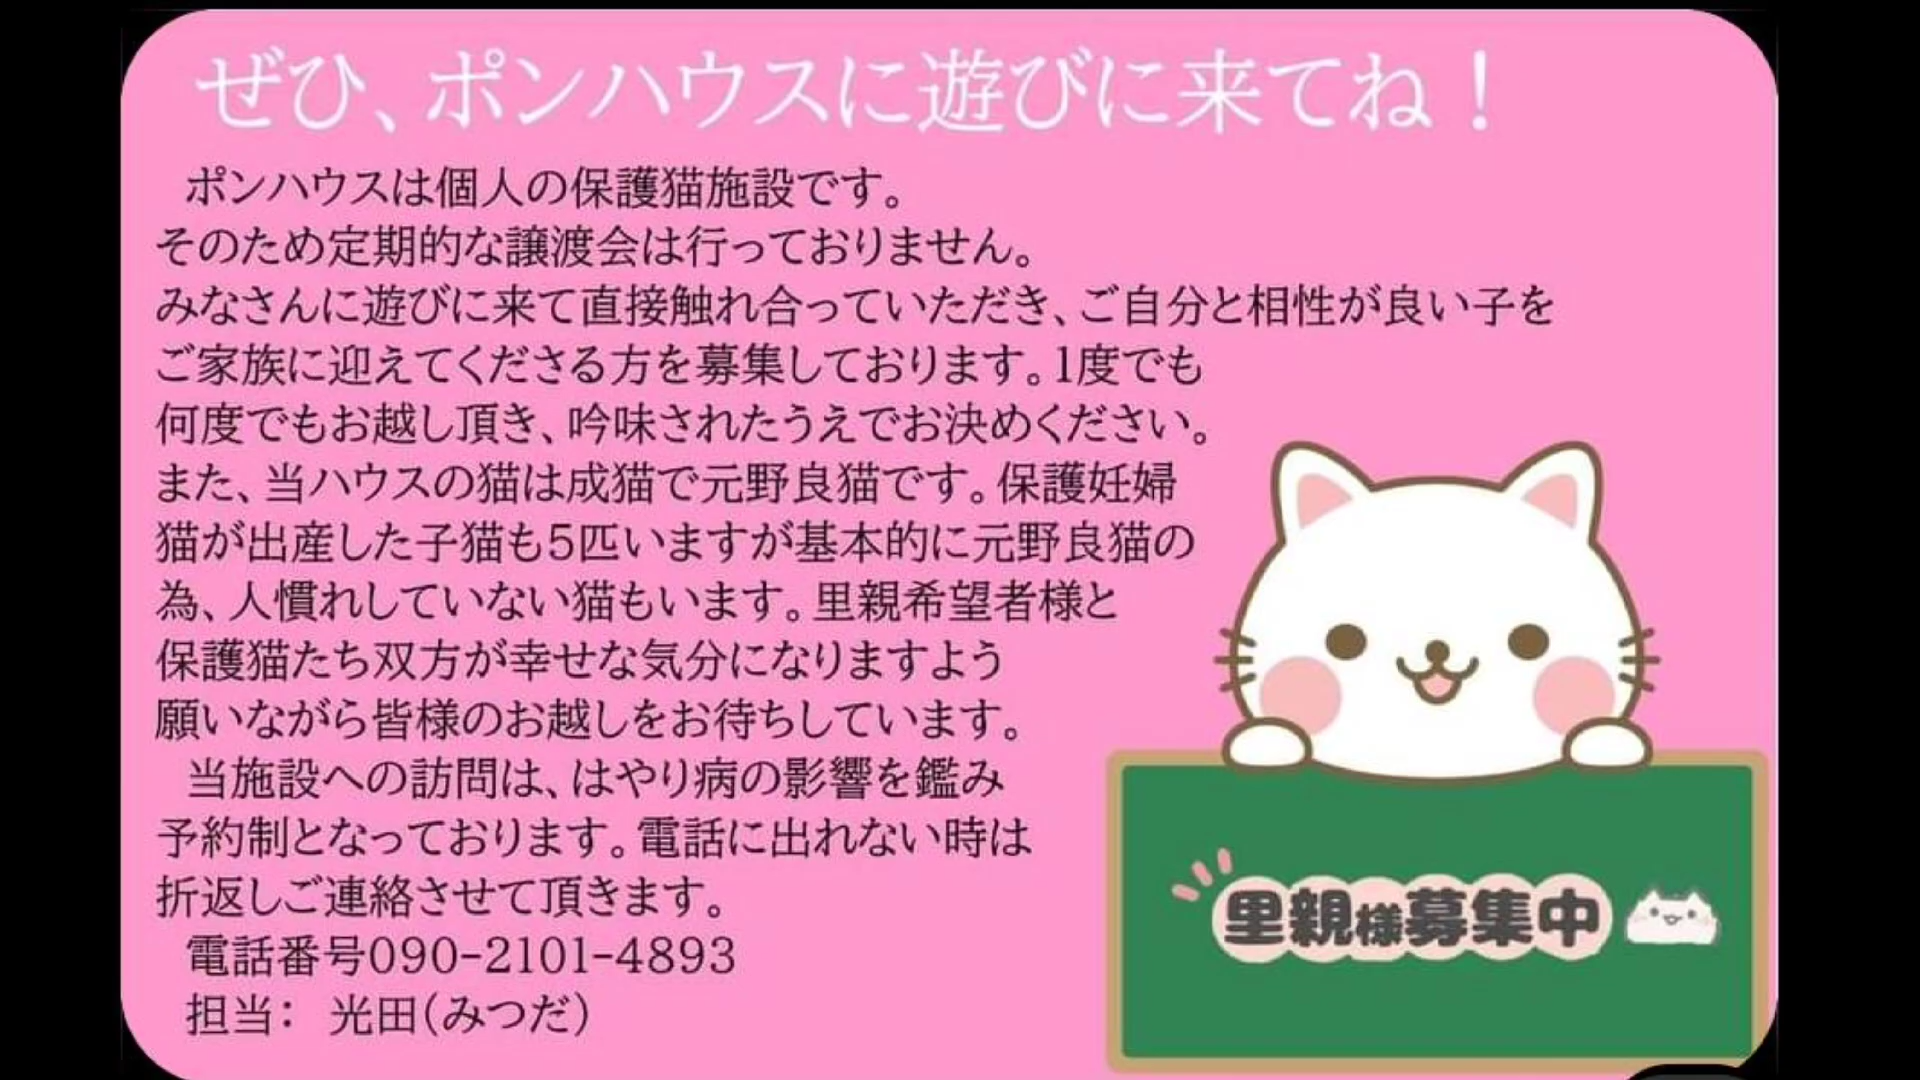 ぜひ、ポンハウスに遊びに来てね！
ポンハウスは個人の保護猫施設です。
そのため定期的な譲渡会は行っておりません。
みなさんに遊びに来て直接触れ合っていただき、ご自分と相性が良い子を
ご家族に迎えてくださる方を募集しております。1度でも
何度でもお越し頂き、吟味されたうえでお決めください。
また、当ハウスの猫は成猫で元野良猫です。保護妊婦
猫が出産した子猫も5匹いますが基本的に元野良猫の
為、人慣れしていない猫もいます。里親希望者様と
保護猫たち双方が幸せな気分になりますよう
願いながら皆様のお越しをお待ちしています。
当施設への訪問は、はやり病の影響を鑑み
予約制となっております。電話に出れない時は
折返しご連絡させて頂きます。
電話番号090-2101-4893
担当： 光田(みつだ)
里親様募集中